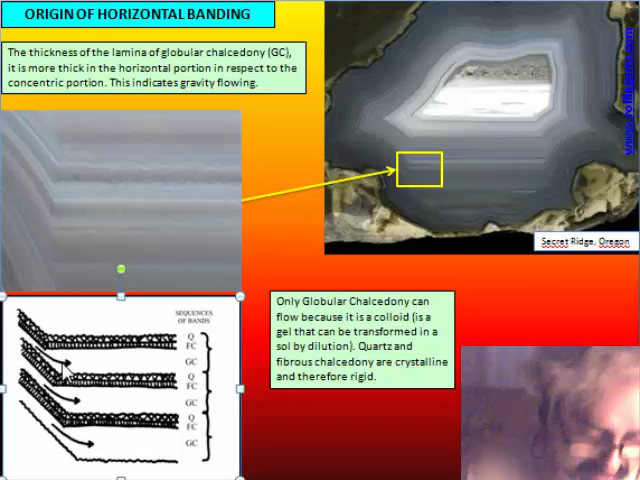 ORIGIN OF HORIZONTAL BANDING
The thickness of the lamina of globular chalcedony (GC),
it is more thick in the horizontal portion in respect to the
concentric portion. This indicates gravity flowing.
Secret Ridge, Oregon
SEQUENCES
OF BANDS
Q
FC
GC
Q
FC
GC
Q
FC
GC
Only Globular Chalcedony can
flow because it is a colloid (is a
gel that can be transformed in a
sol by dilution). Quartz and
fibrous chalcedony are crystalline
and therefore rigid.